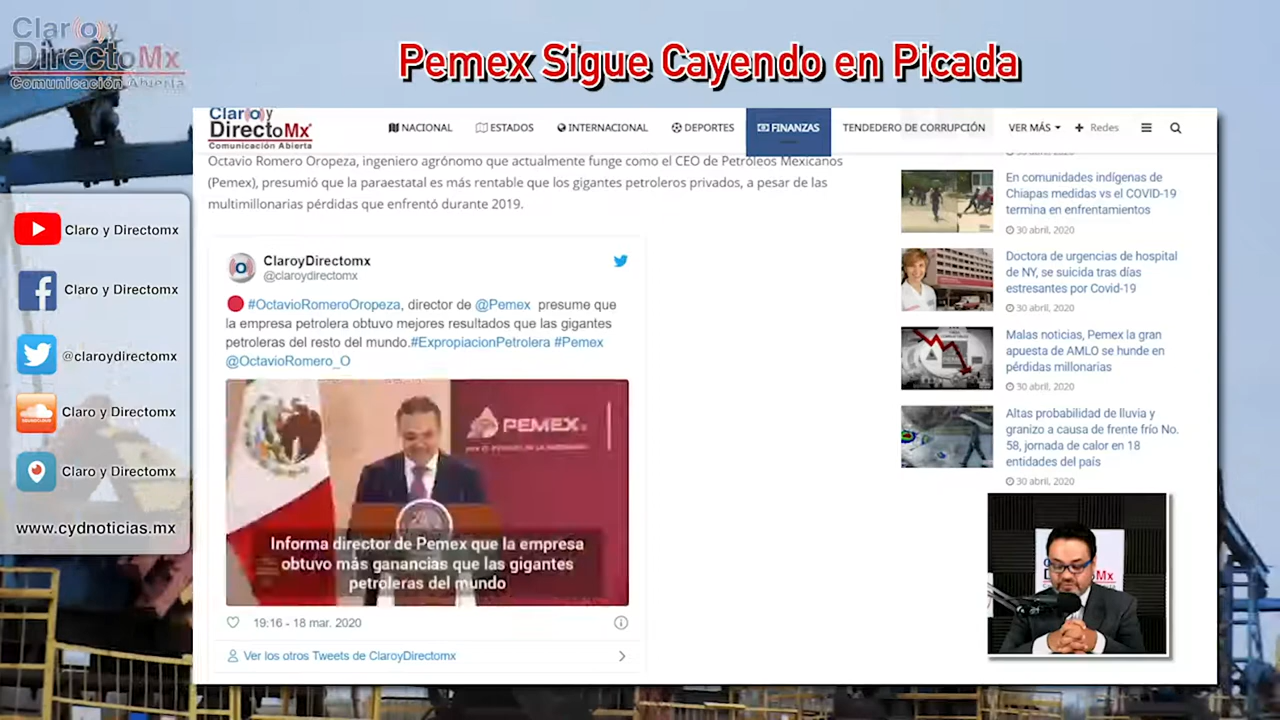 Claro y
DirectoMx
Comunicación Abierta
Pemex Sigue Cayendo en Picada
Claro y
DirectoMx
Comunicación Abierta
NACIONAL
ESTADOS
INTERNACIONAL
DEPORTES
FINANZAS
TENDEDERO DE CORRUPCIÓN
VER MÁS
+ Redes
Octavio Romero Oropeza, ingeniero agrónomo que actualmente funge como el CEO de Petróleos Mexicanos
(Pemex), presumió que la paraestatal es más rentable que los gigantes petroleros privados, a pesar de las
multimillonarias pérdidas que enfrentó durante 2019.
ClaroyDirectomx
@claroydirectomx
#OctavioRomeroOropeza, director de @Pemex presume que
la empresa petrolera obtuvo mejores resultados que las gigantes
petroleras del resto del mundo.#ExpropiacionPetrolera #Pemex
@OctavioRomero_O
PEMEX
Informa director de Pemex que la empresa
obtuvo más ganancias que las gigantes
petroleras del mundo
19:16 - 18 mar. 2020
Ver los otros Tweets de ClaroyDirectomx
30 abril, 2020
En comunidades indígenas de
Chiapas medidas vs el COVID-19
termina en enfrentamientos
30 abril, 2020
Doctora de urgencias de hospital
de NY, se suicida tras días
estresantes por Covid-19
30 abril, 2020
Malas noticias, Pemex la gran
apuesta de AMLO se hunde en
pérdidas millonarias
30 abril, 2020
Altas probabilidad de lluvia y
granizo a causa de frente frío No.
58, jornada de calor en 18
entidades del país
30 abril, 2020
Claro y Directomx
Claro y Directomx
@claroydirectomx
Claro y Directomx
Claro y Directomx
www.cydnoticias.mx